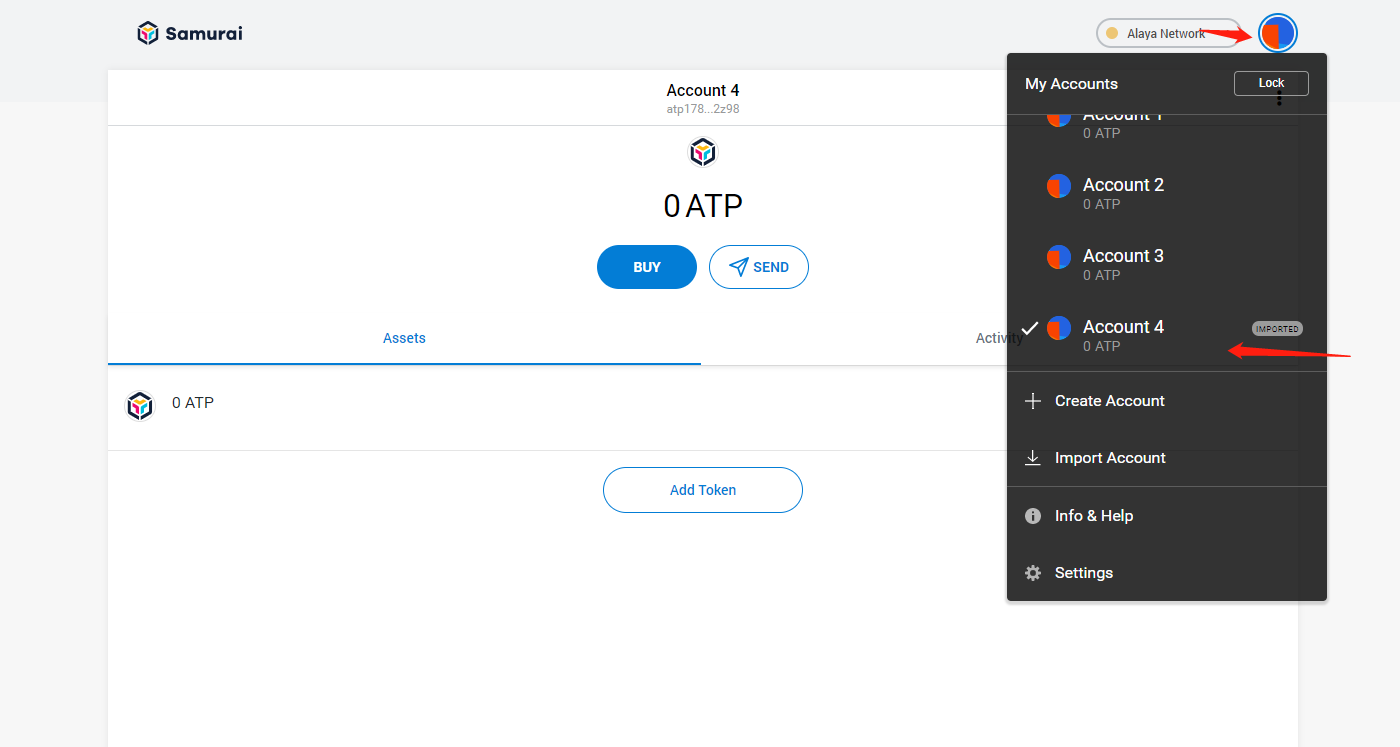 Samurai
Alaya Network
Account 4
atp178...2z98
0 ATP
BUY
SEND
Assets
Activity
0 ATP
Add Token
My Accounts
Lock
Account 1
0 ATP
Account 2
0 ATP
Account 3
0 ATP
Account 4
IMPORTED
0 ATP
Create Account
Import Account
Info & Help
Settings